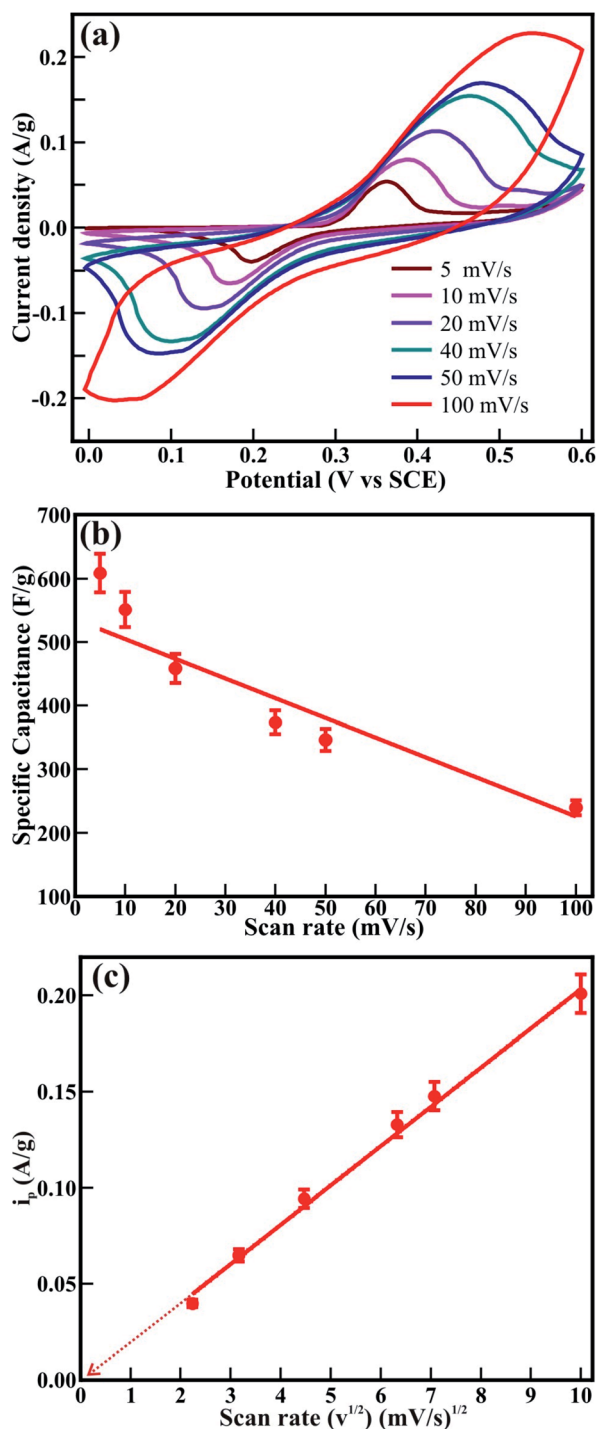 (a)
0.2
0.1
0.0
-0.1
-0.2
Current density (A/g)
5 mV/s
10 mV/s
20 mV/s
40 mV/s
50 mV/s
100 mV/s
0.0 0.1 0.2 0.3 0.4 0.5 0.6
Potential (V vs SCE)
(b)
700
600
500
400
300
200
100
Specific Capacitance (F/g)
0 10 20 30 40 50 60 70 80 90 100
Scan rate (mV/s)
(c)
0.20
0.15
0.10
0.05
0.00
iₚ (A/g)
0 1 2 3 4 5 6 7 8 9 10
Scan rate (v¹ᐟ²) (mV/s)¹ᐟ²